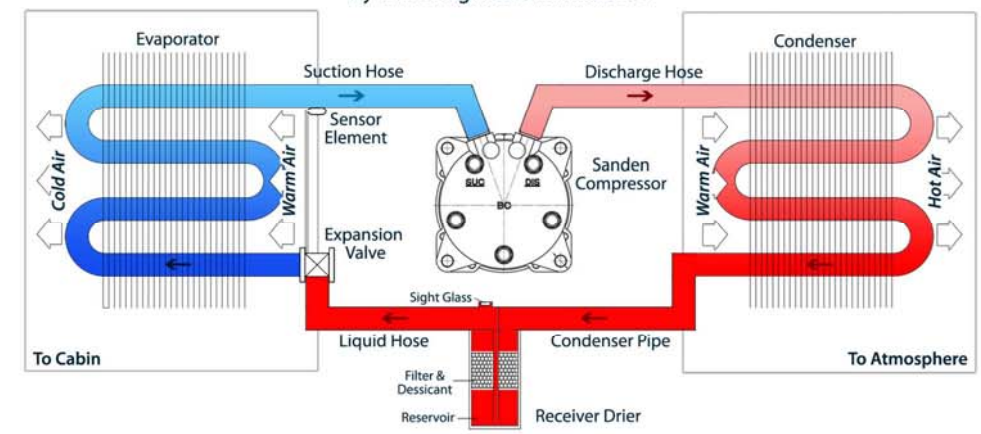 Evaporator
Condenser
Suction Hose
Discharge Hose
Sensor
Element
Cold Air
Warm Air
SUC
DIS
BC
Sanden
Compressor
Warm Air
Hot Air
Expansion
Valve
Sight Glass
Liquid Hose
Condenser Pipe
To Cabin
To Atmosphere
Filter &
Dessicant
Reservoir
Receiver Drier